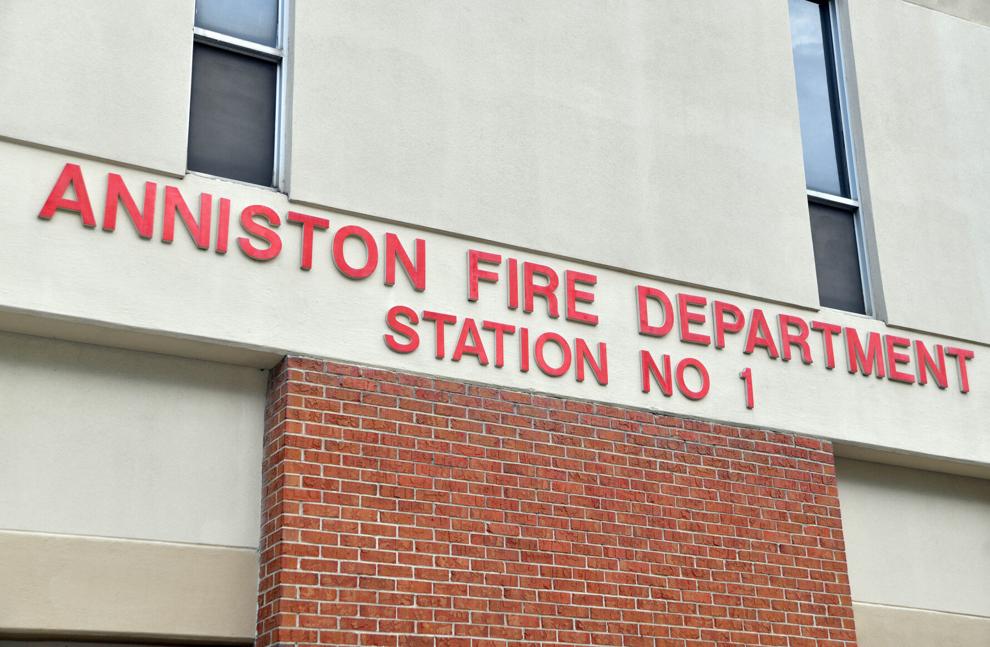 ANNISTON FIRE DEPARTMENT
STATION NO 1